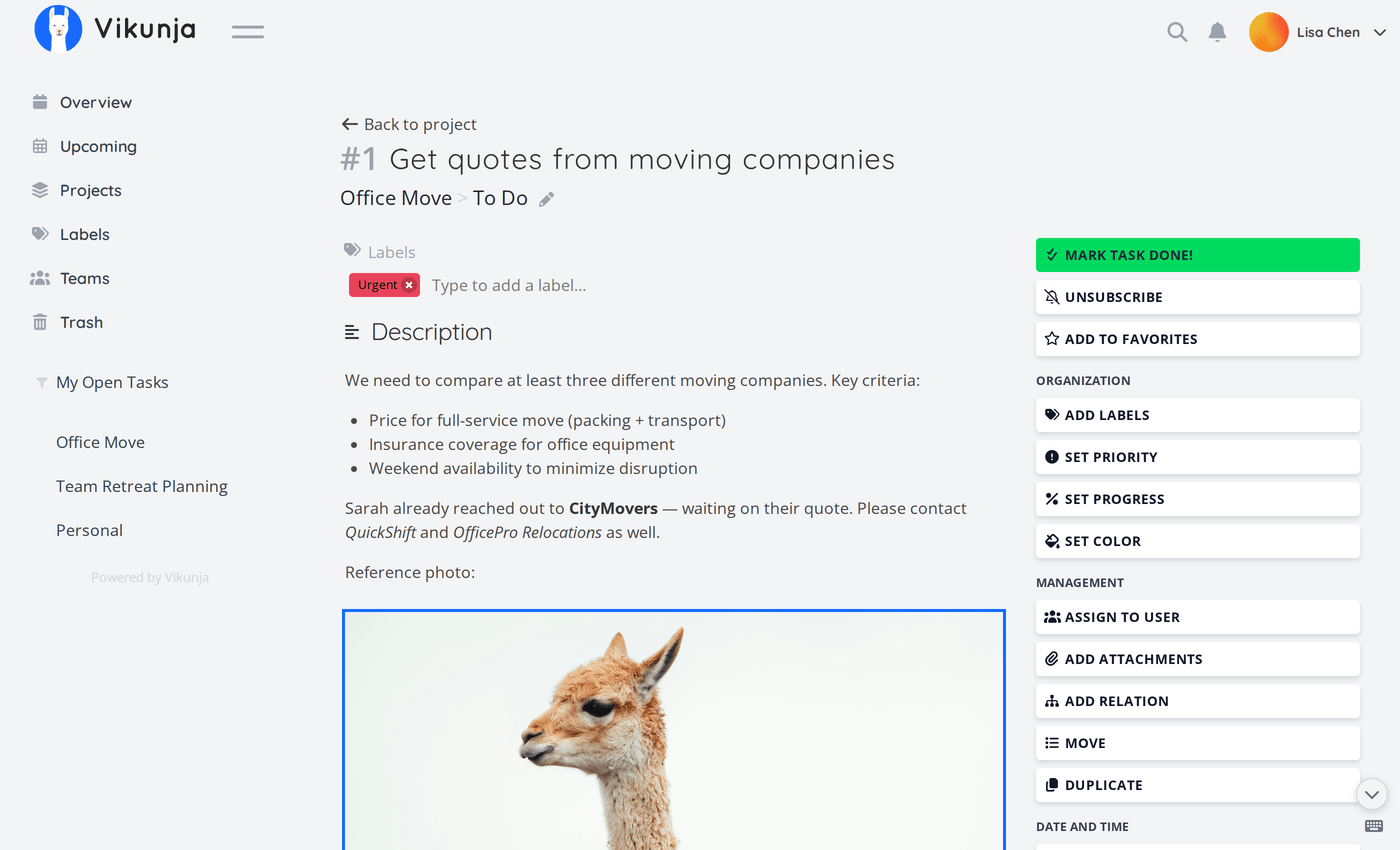 Vikunja
Lisa Chen
Overview
Upcoming
Projects
Labels
Teams
Trash
My Open Tasks
Office Move
Team Retreat Planning
Personal
Powered by Vikunja
Back to project
#1 Get quotes from moving companies
Office Move > To Do
Labels
Urgent Type to add a label...
Description
We need to compare at least three different moving companies. Key criteria:
• Price for full-service move (packing + transport)
• Insurance coverage for office equipment
• Weekend availability to minimize disruption
Sarah already reached out to CityMovers — waiting on their quote. Please contact
QuickShift and OfficePro Relocations as well.
Reference photo:
MARK TASK DONE!
UNSUBSCRIBE
ADD TO FAVORITES
ORGANIZATION
ADD LABELS
SET PRIORITY
SET PROGRESS
SET COLOR
MANAGEMENT
ASSIGN TO USER
ADD ATTACHMENTS
ADD RELATION
MOVE
DUPLICATE
DATE AND TIME